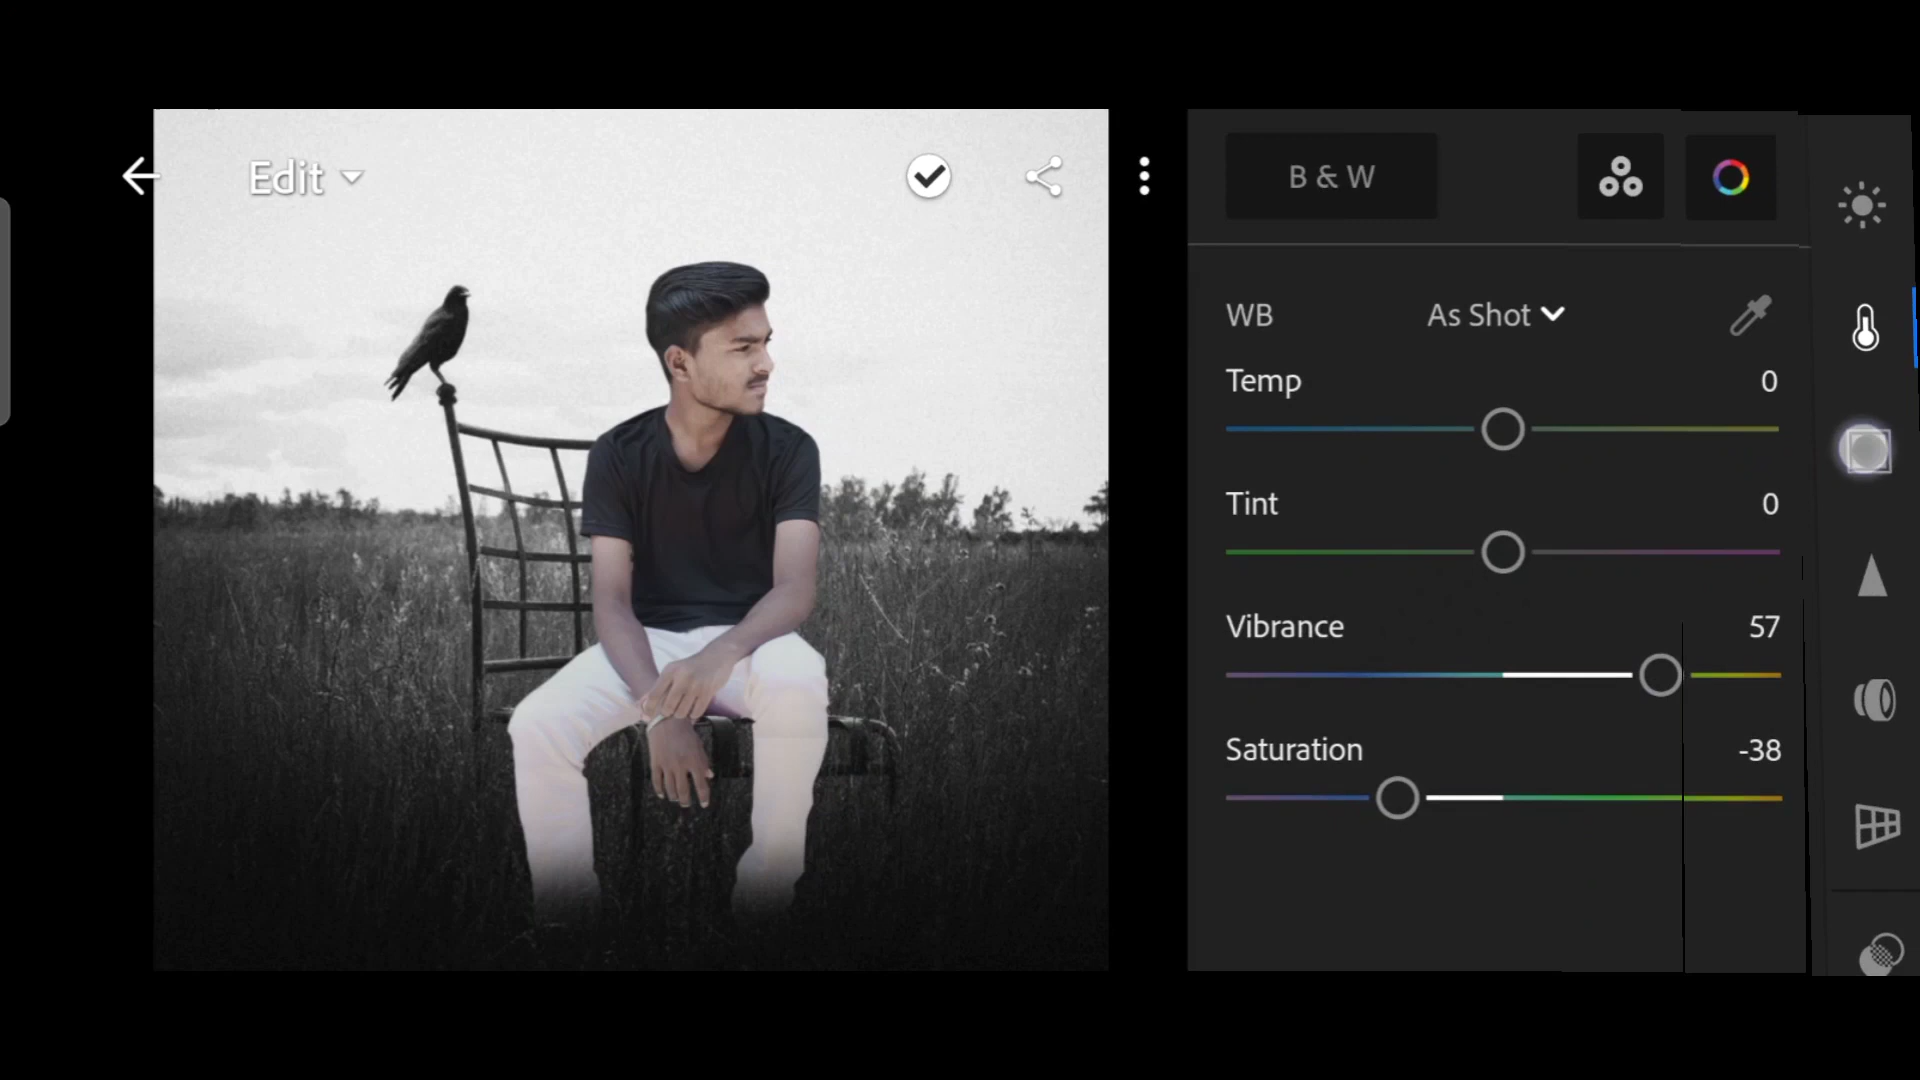 Edit
B & W
WB As Shot
Temp 0
Tint 0
Vibrance 57
Saturation -38